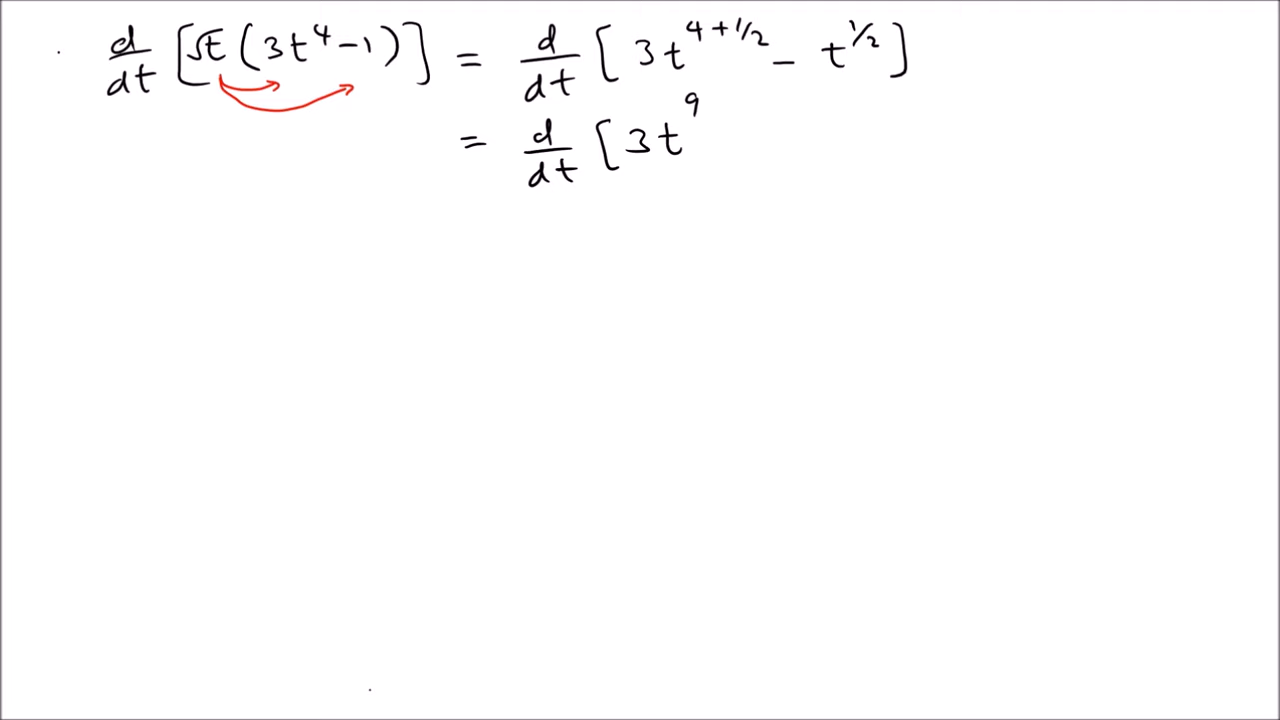 d/dt [√t (3t⁴ − 1)] = d/dt [3t^(4+1/2) − t^(1/2)]
= d/dt [3t⁹